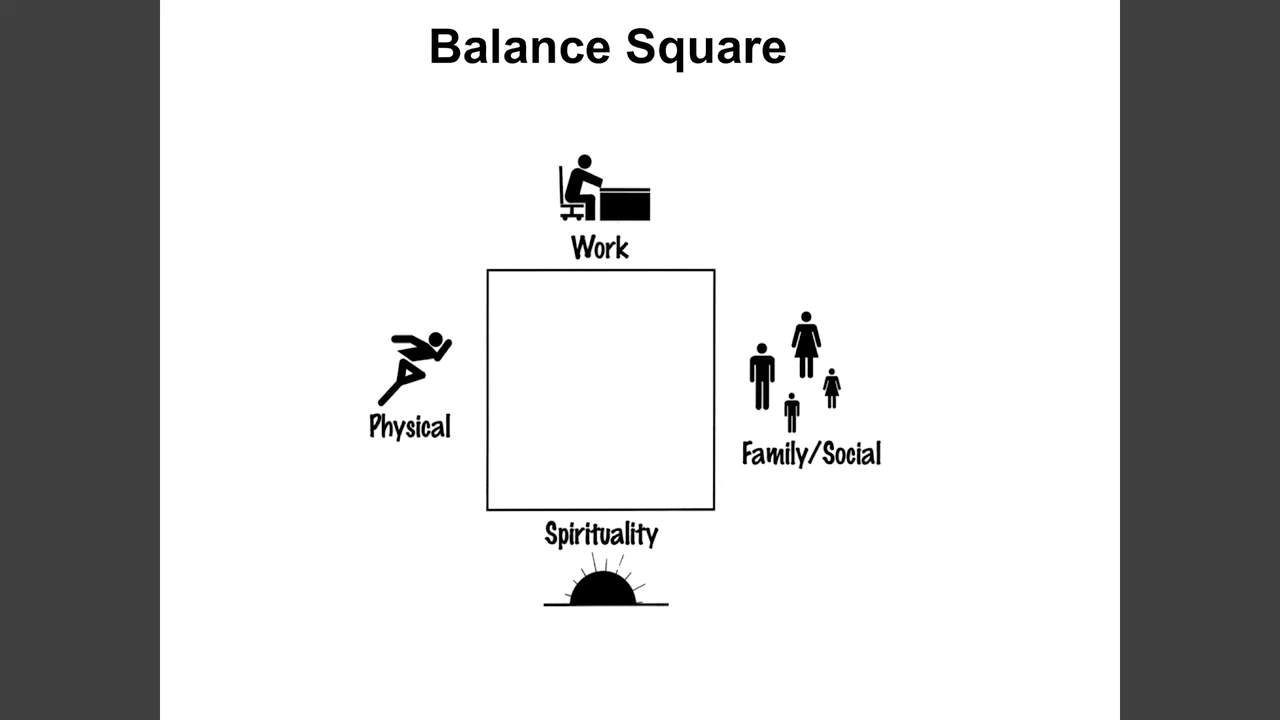 Balance Square
Work
Physical
Family/Social
Spirituality